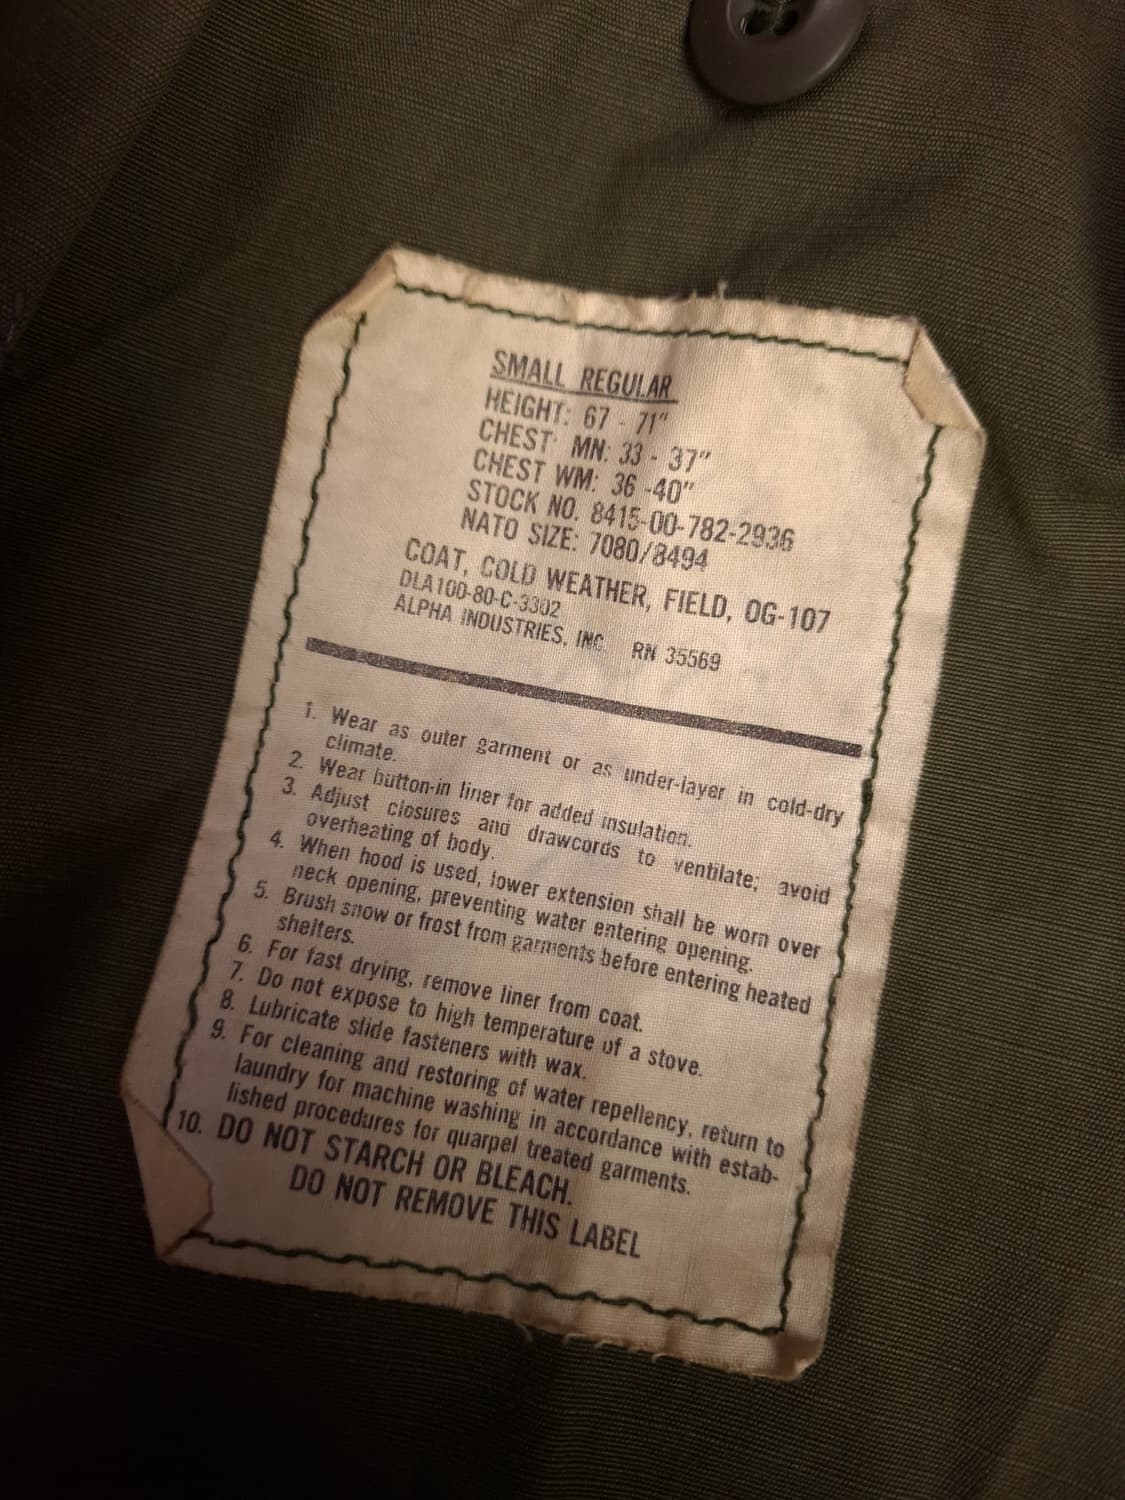 SMALL REGULAR
HEIGHT: 67 - 71"
CHEST MN: 33 - 37"
CHEST WM: 36 -40"
STOCK NO. 8415-00-782-2936
NATO SIZE: 7080/8494
COAT, COLD WEATHER, FIELD, OG-107
DLA100-80-C-3302
ALPHA INDUSTRIES, INC. RN 35569
1. Wear as outer garment or as under-layer in cold-dry
climate.
2. Wear button-in liner for added insulation.
3. Adjust closures and drawcords to ventilate; avoid
overheating of body.
4. When hood is used, lower extension shall be worn over
neck opening, preventing water entering opening.
5. Brush snow or frost from garments before entering heated
shelters.
6. For fast drying, remove liner from coat.
7. Do not expose to high temperature of a stove.
8. Lubricate slide fasteners with wax.
9. For cleaning and restoring of water repellency, return to
laundry for machine washing in accordance with estab-
lished procedures for quarpel treated garments.
10. DO NOT STARCH OR BLEACH.
DO NOT REMOVE THIS LABEL